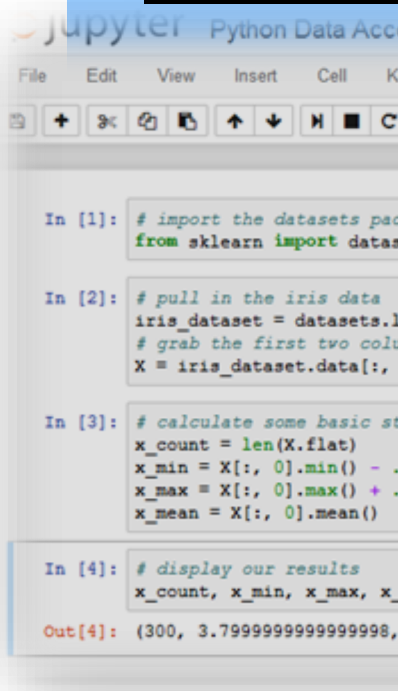 jupyter Python Data Acc
File Edit View Insert Cell K
In [1]: # import the datasets pac
from sklearn import datas
In [2]: # pull in the iris data
iris_dataset = datasets.l
# grab the first two colu
X = iris_dataset.data[:,
In [3]: # calculate some basic st
x_count = len(X.flat)
x_min = X[:, 0].min() - .
x_max = X[:, 0].max() + .
x_mean = X[:, 0].mean()
In [4]: # display our results
x_count, x_min, x_max, x_
Out[4]: (300, 3.7999999999999998,